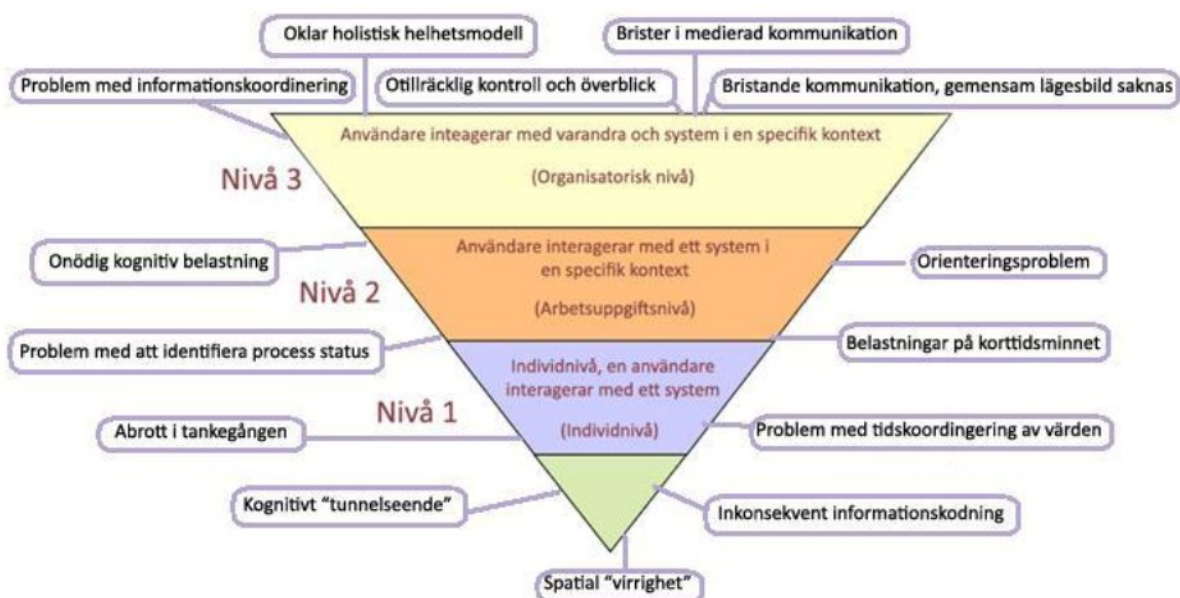 Oklar holistisk helhetsmodell
Brister i medierad kommunikation
Problem med informationskoordinering
Otillräcklig kontroll och överblick
Bristande kommunikation, gemensam lägesbild saknas
Användare inteagerar med varandra och system i en specifik kontext
(Organisatorisk nivå)
Nivå 3
Onödig kognitiv belastning
Användare interagerar med ett system i
en specifik kontext
(Arbetsuppgiftsnivå)
Orienteringsproblem
Nivå 2
Problem med att identifiera process status
Belastningar på korttidsminnet
Individnivå, en användare
interagerar med ett system
(Individnivå)
Nivå 1
Abrott i tankegången
Problem med tidskoordingering av värden
Kognitivt “tunnelseende”
Inkonsekvent informationskodning
Spatial “virrighet”